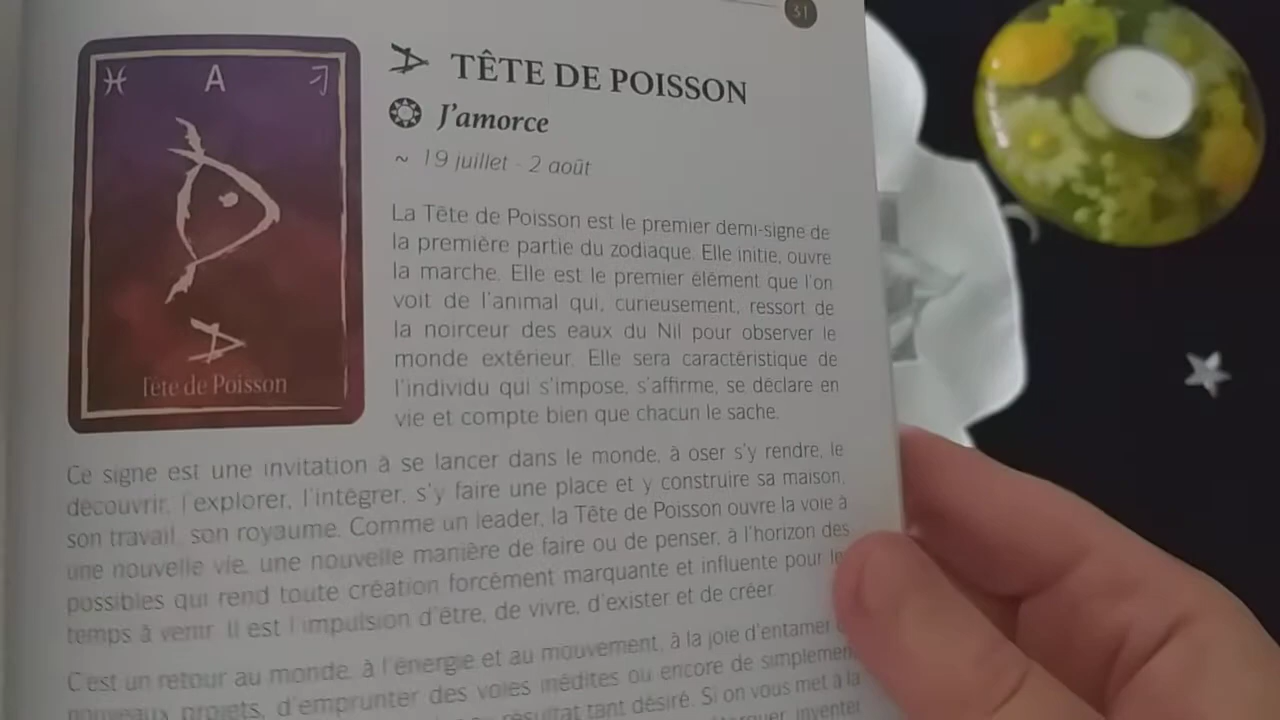 31
A
Tête de Poisson
TÊTE DE POISSON
J'amorce
~ 19 juillet - 2 août
La Tête de Poisson est le premier demi-signe de
la première partie du zodiaque. Elle initie, ouvre
la marche. Elle est le premier élément que l'on
voit de l'animal qui, curieusement, ressort de
la noirceur des eaux du Nil pour observer le
monde extérieur. Elle sera caractéristique de
l'individu qui s'impose, s'affirme, se déclare en
vie et compte bien que chacun le sache.
Ce signe est une invitation à se lancer dans le monde, à oser s'y rendre, le
découvrir, l'explorer, l'intégrer, s'y faire une place et y construire sa maison,
son travail, son royaume. Comme un leader, la Tête de Poisson ouvre la voie à
une nouvelle vie, une nouvelle manière de faire ou de penser, à l'horizon des
possibles qui rend toute création forcément marquante et influente pour le
temps à venir. Il est l'impulsion d'être, de vivre, d'exister et de créer.
C'est un retour au monde, à l'énergie et au mouvement, à la joie d'entamer
nouveaux projets, d'emprunter des voies inédites ou encore de simplement
résultat tant désiré. Si on vous met à la
inventer